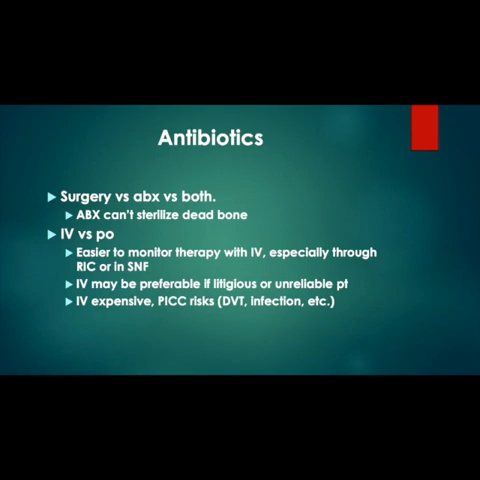 Antibiotics
Surgery vs abx vs both.
ABX can't sterilize dead bone
IV vs po
Easier to monitor therapy with IV, especially through
RIC or in SNF
IV may be preferable if litigious or unreliable pt
IV expensive, PICC risks (DVT, infection, etc.)